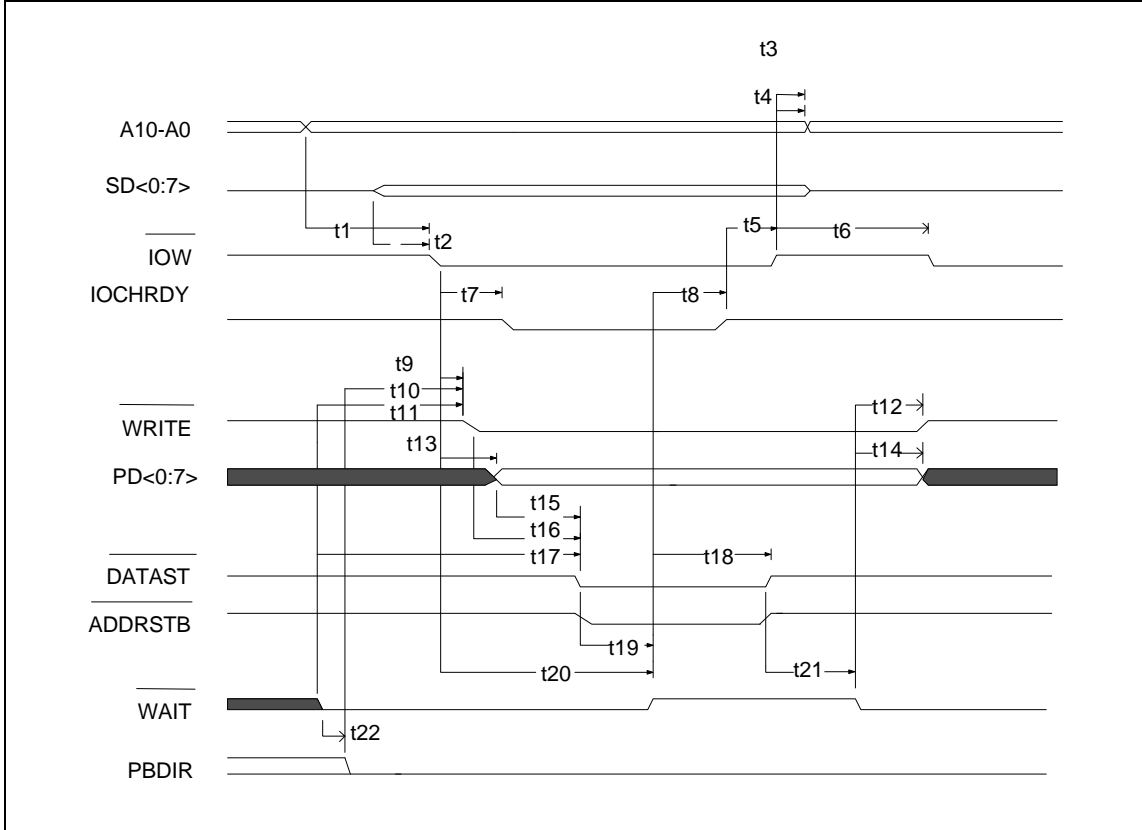 t3
t4
A10-A0
SD<0:7>
t1
t2
t5
t6
IOW
IOCHRDY
t7
t8
t9
t10
t11
t12
WRITE
t13
t14
PD<0:7>
t15
t16
t17
t18
DATAST
ADDRSTB
t19
t20
t21
WAIT
t22
PBDIR